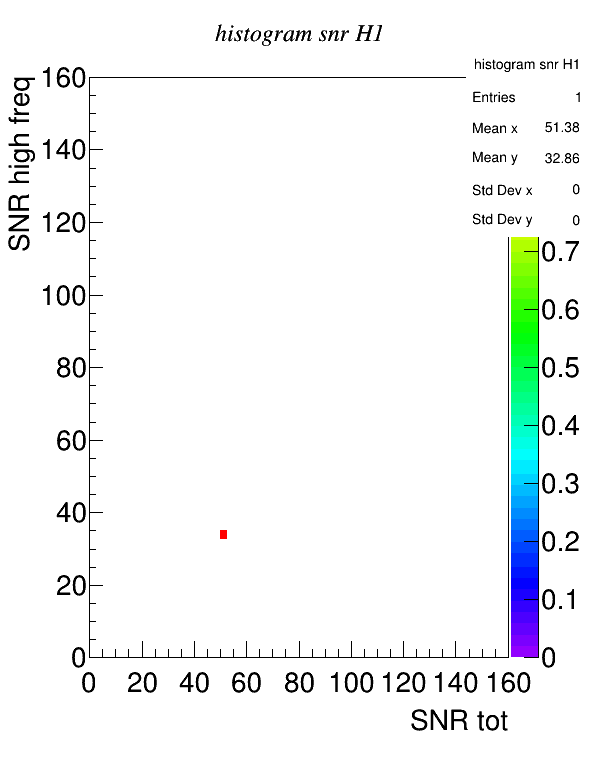 histogram snr H1
histogram snr H1
Entries 1
Mean x 51.38
Mean y 32.86
Std Dev x 0
Std Dev y 0
SNR high freq
160
140
120
100
80
60
40
20
0
0.7
0.6
0.5
0.4
0.3
0.2
0.1
0
0 20 40 60 80 100 120 140 160
SNR tot